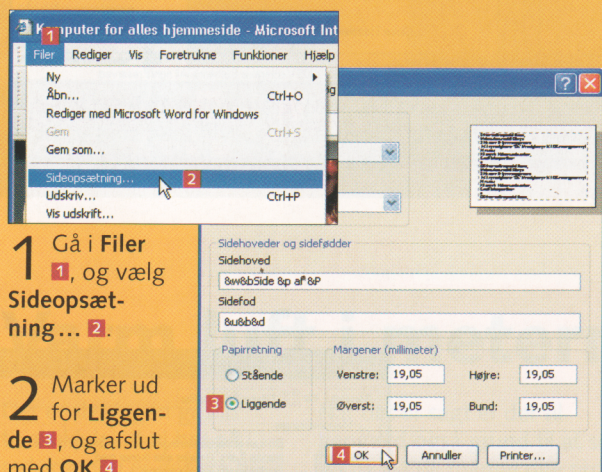 Komputer for alles hjemmeside - Microsoft Int
1
Filer Rediger Vis Foretrukne Funktioner Hjælp
Ny
Åbn... Ctrl+O
Rediger med Microsoft Word for Windows
Gem Ctrl+S
Gem som...
Sideopsætning... 2
Udskriv... Ctrl+P
Vis udskrift...
1 Gå i Filer
1, og vælg
Sideopsæt-
ning... 2.
2 Marker ud
for Liggen-
de 3, og afslut
med OK 4
Sidehoveder og sidefødder
Sidehoved
&w&bSide &p af &P
Sidefod
&u&b&d
Papirretning
Stående
3 Liggende
Margener (millimeter)
Venstre: 19,05 Højre: 19,05
Øverst: 19,05 Bund: 19,05
4 OK Annuller Printer...